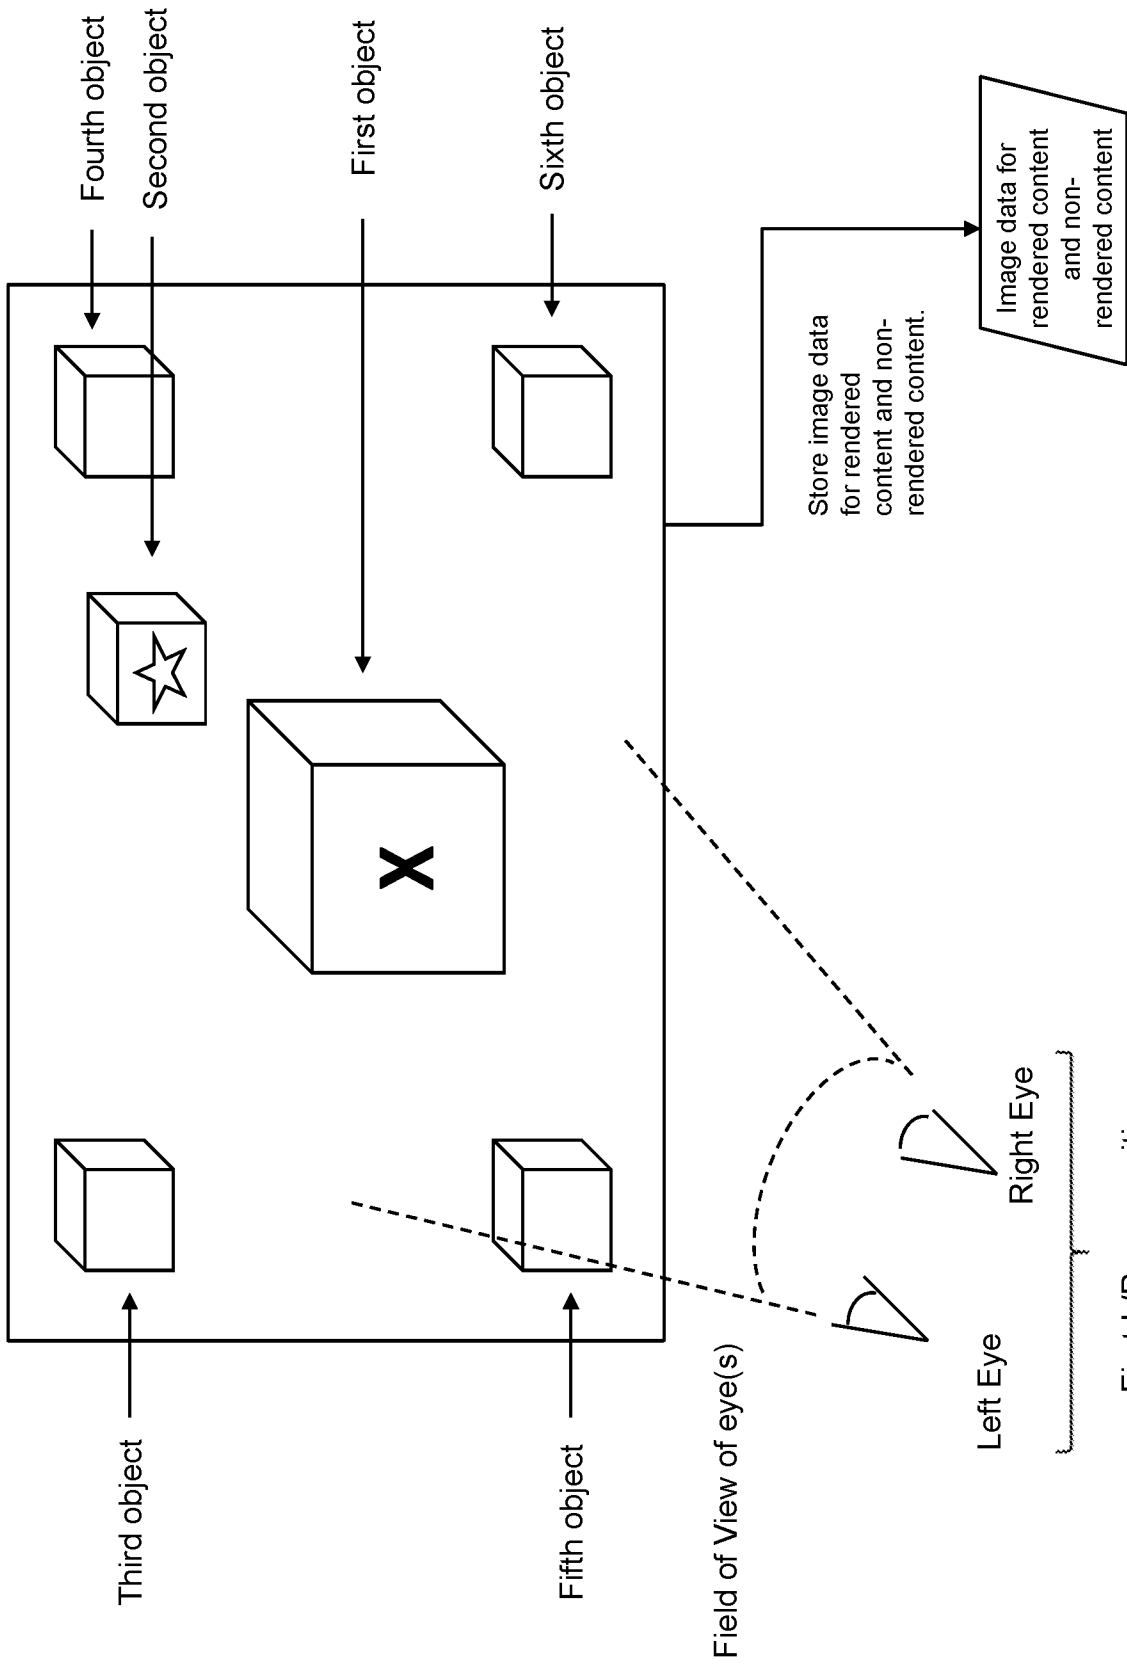 Fourth object
Second object
First object
Sixth object
Third object
Fifth object
X
Store image data
for rendered
content and non-
rendered content.
Image data for
rendered content
and non-
rendered content
Field of View of eye(s)
Left Eye
Right Eye